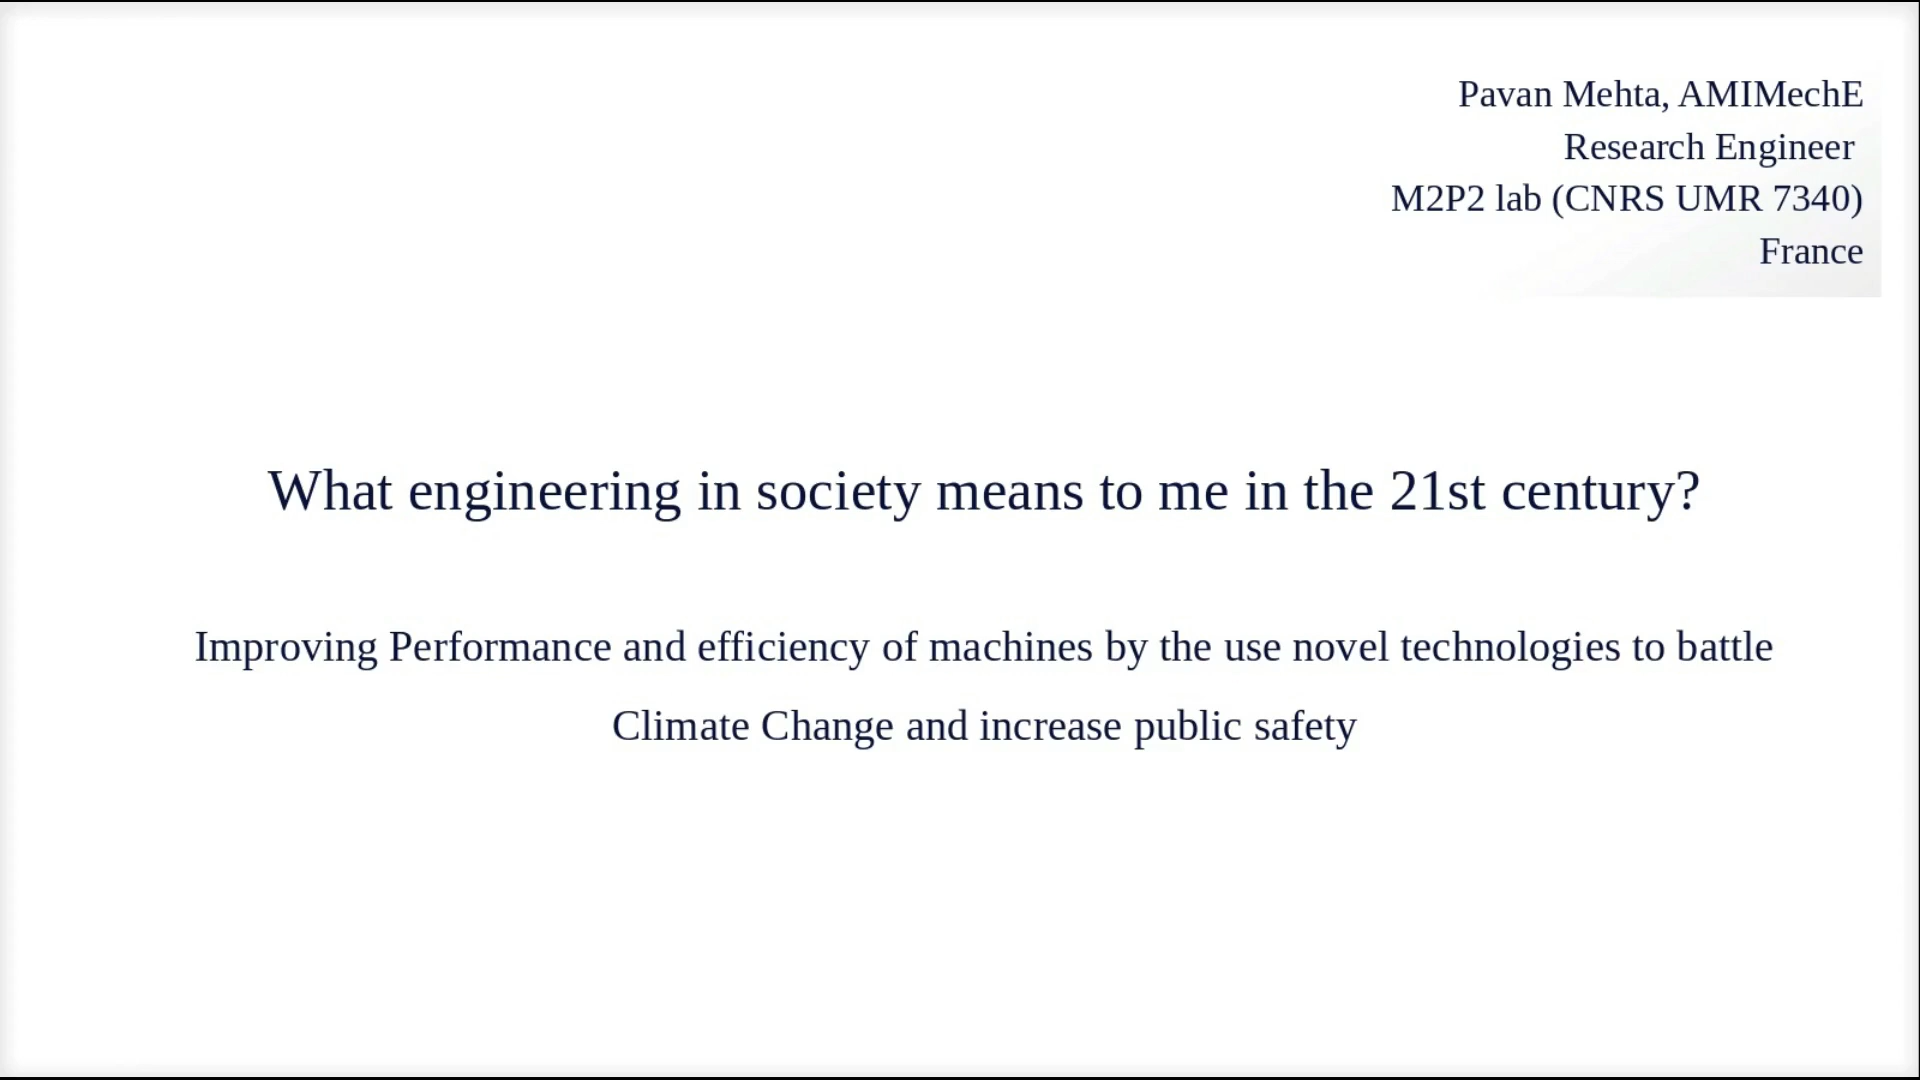 Pavan Mehta, AMIMechE
Research Engineer
M2P2 lab (CNRS UMR 7340)
France
What engineering in society means to me in the 21st century?
Improving Performance and efficiency of machines by the use novel technologies to battle
Climate Change and increase public safety